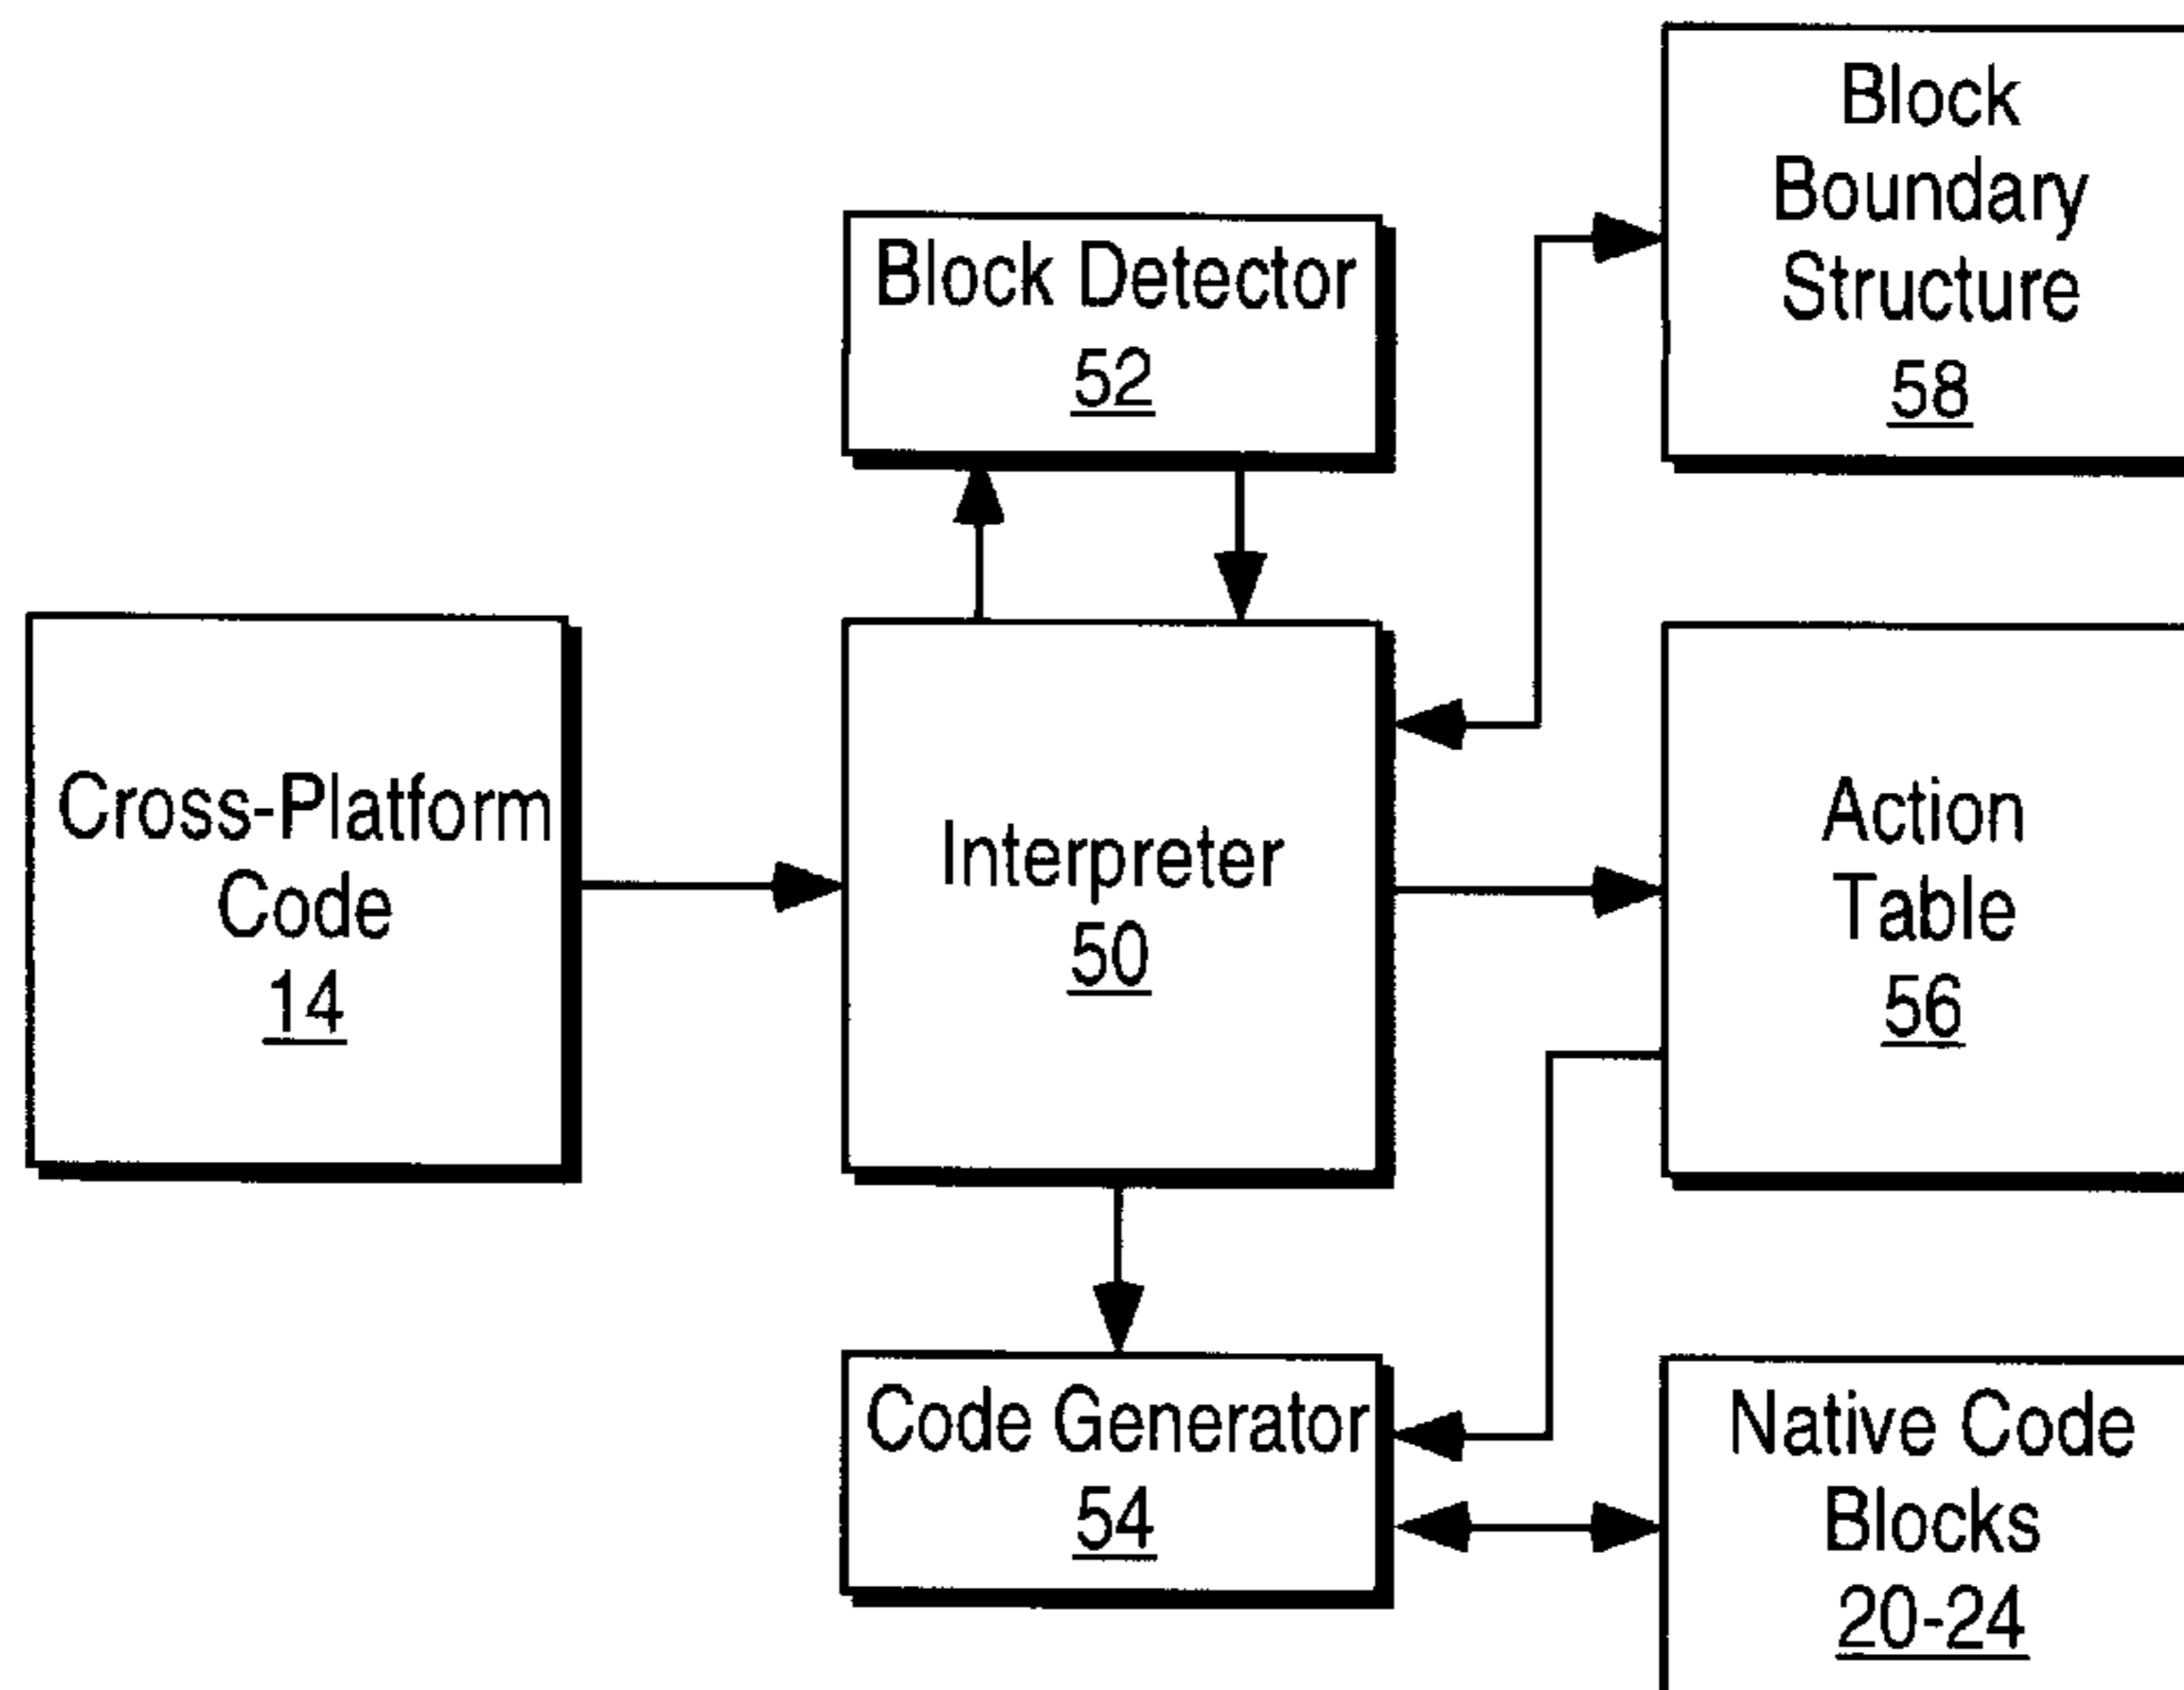 Block
Boundary
Structure
58
Block Detector
52
Cross-Platform
Code
14
Interpreter
50
Action
Table
56
Code Generator
54
Native Code
Blocks
20-24